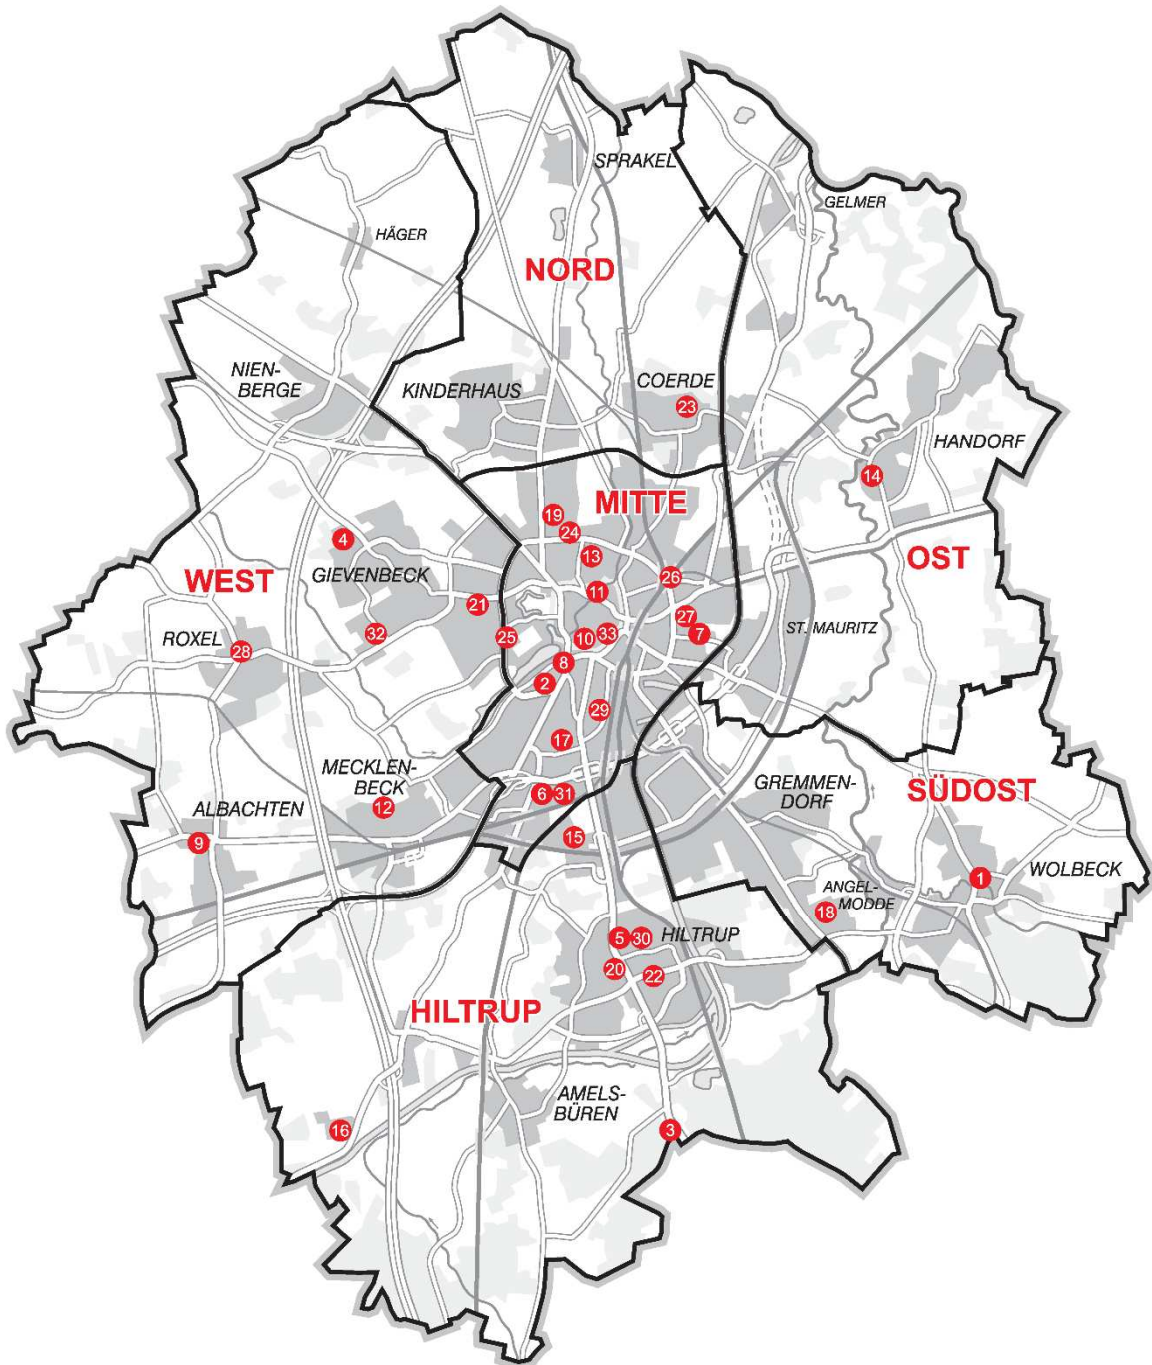 SPRAKEL
GELMER
HÄGER
NORD
NIEN-
BERGE
KINDERHAUS
COERDE
23
HANDORF
14
MITTE
19
24
4
13
OST
WEST
GIEVENBECK
26
11
21
27
ST. MAURITZ
ROXEL
32
25
10
33
7
28
8
2
29
17
MECKLEN-
BECK
GREMMEN-
DORF
SÜDOST
6
31
12
ALBACHTEN
15
9
WOLBECK
1
ANGEL-
MODDE
18
5
30
HILTRUP
20
22
HILTRUP
AMELS-
BÜREN
16
3